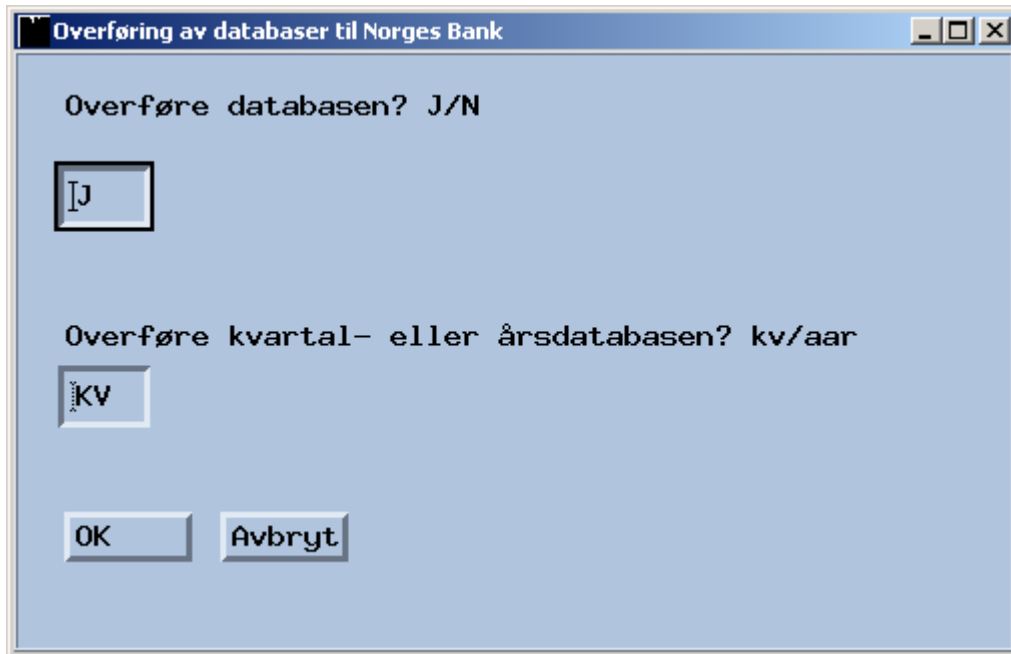 Overføring av databaser til Norges Bank
Overføre databasen? J/N
J
Overføre kvartal- eller årsdatabasen? kv/aar
KV
OK Avbryt